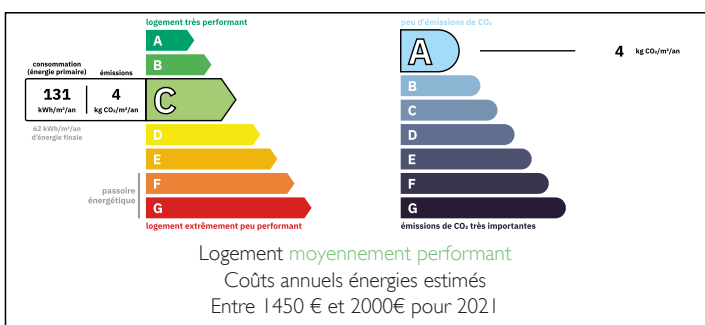 logement très performant
A
B
consommation
(énergie primaire)
émissions
131
kWh/m²/an
4
kg CO₂/m²/an
C
62 kWh/m²/an
d'énergie finale
D
E
passoire
énergétique
F
G
logement extrêmement peu performant
peu d'émissions de CO₂
A
4 kg CO₂/m²/an
B
C
D
E
F
G
émissions de CO₂ très importantes
Logement moyennement performant
Coûts annuels énergies estimés
Entre 1450 € et 2000€ pour 2021